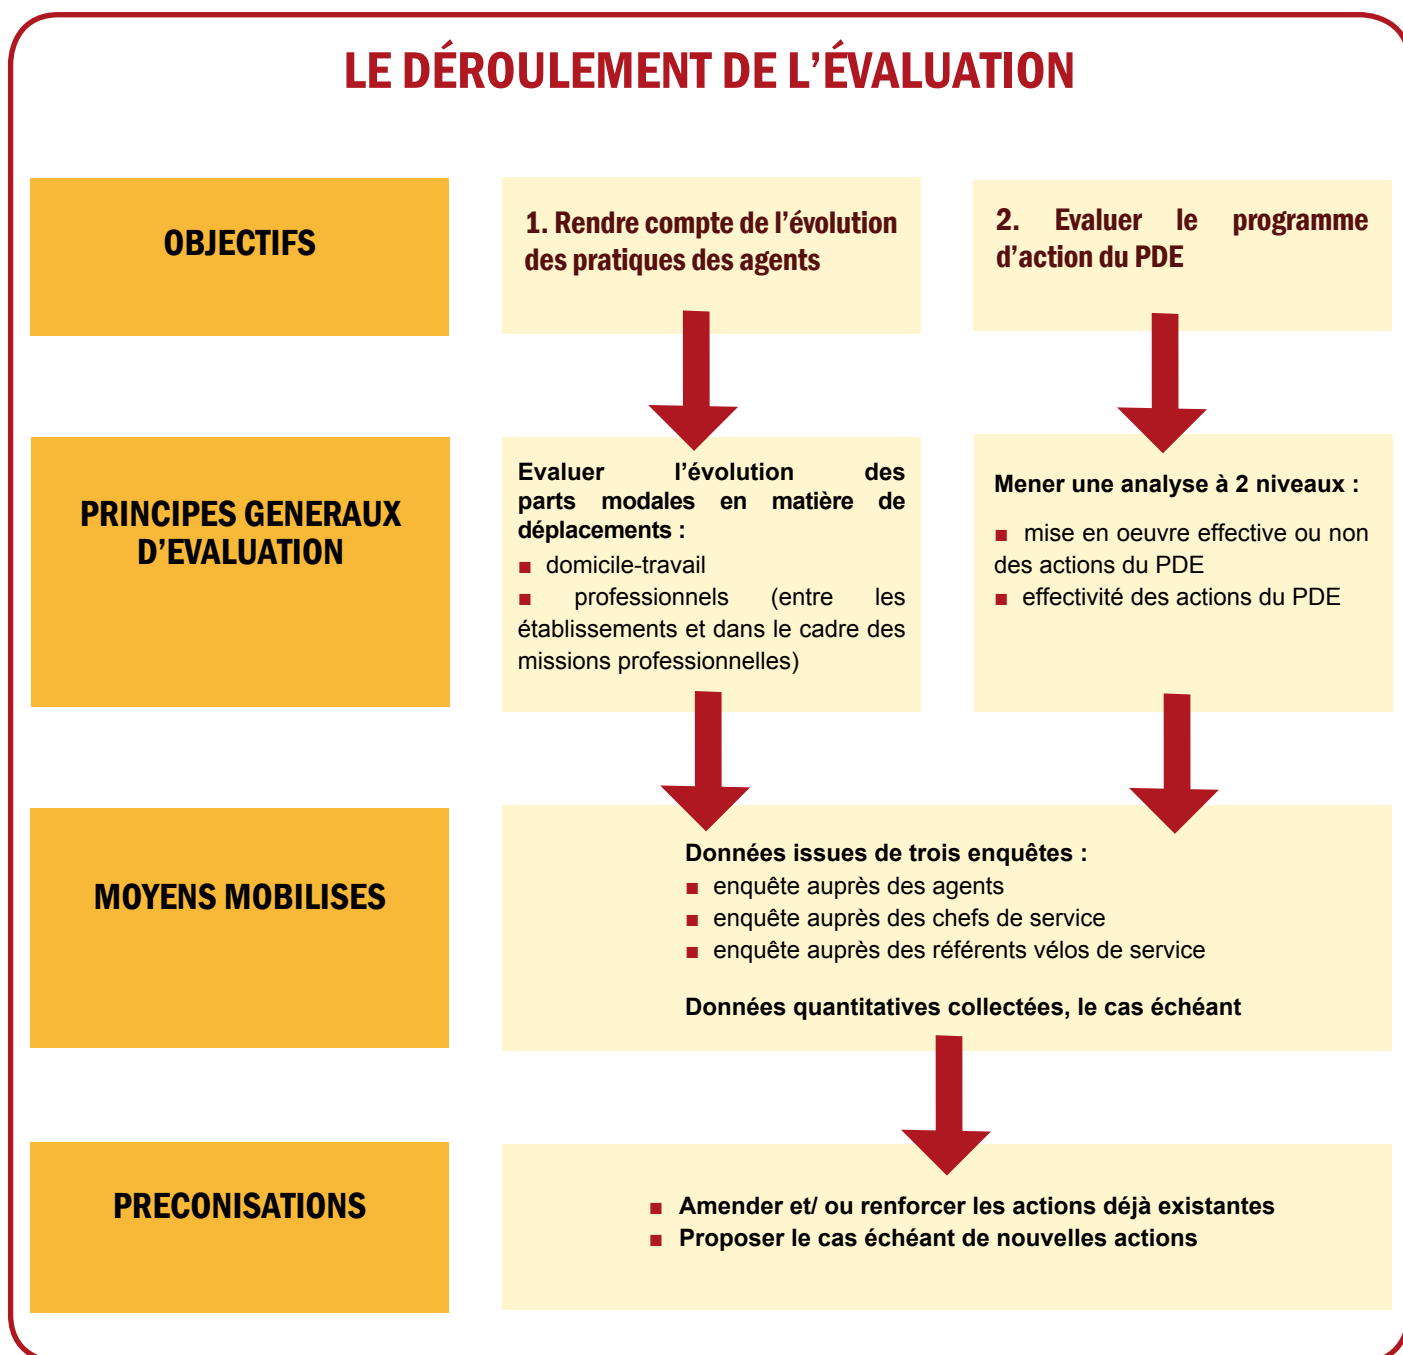 LE DÉROULEMENT DE L’ÉVALUATION
OBJECTIFS
1. Rendre compte de l’évolution
des pratiques des agents
2. Evaluer le programme
d’action du PDE
PRINCIPES GENERAUX
D’EVALUATION
Evaluer l’évolution des
parts modales en matière de
déplacements :
■ domicile-travail
■ professionnels (entre les
établissements et dans le cadre des
missions professionnelles)
Mener une analyse à 2 niveaux :
■ mise en oeuvre effective ou non
des actions du PDE
■ effectivité des actions du PDE
MOYENS MOBILISES
Données issues de trois enquêtes :
■ enquête auprès des agents
■ enquête auprès des chefs de service
■ enquête auprès des référents vélos de service
Données quantitatives collectées, le cas échéant
PRECONISATIONS
■ Amender et/ ou renforcer les actions déjà existantes
■ Proposer le cas échéant de nouvelles actions